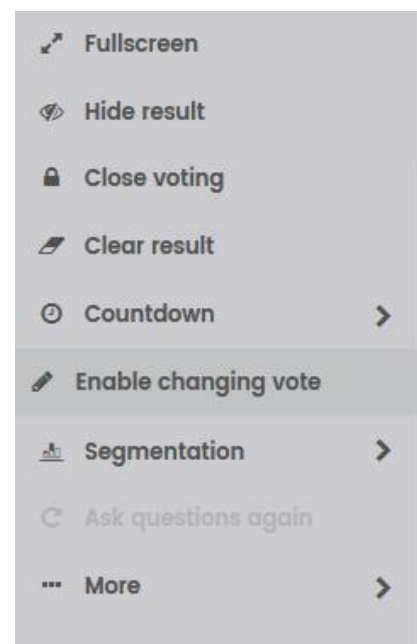 Fullscreen
Hide result
Close voting
Clear result
Countdown
Enable changing vote
Segmentation
Ask questions again
More